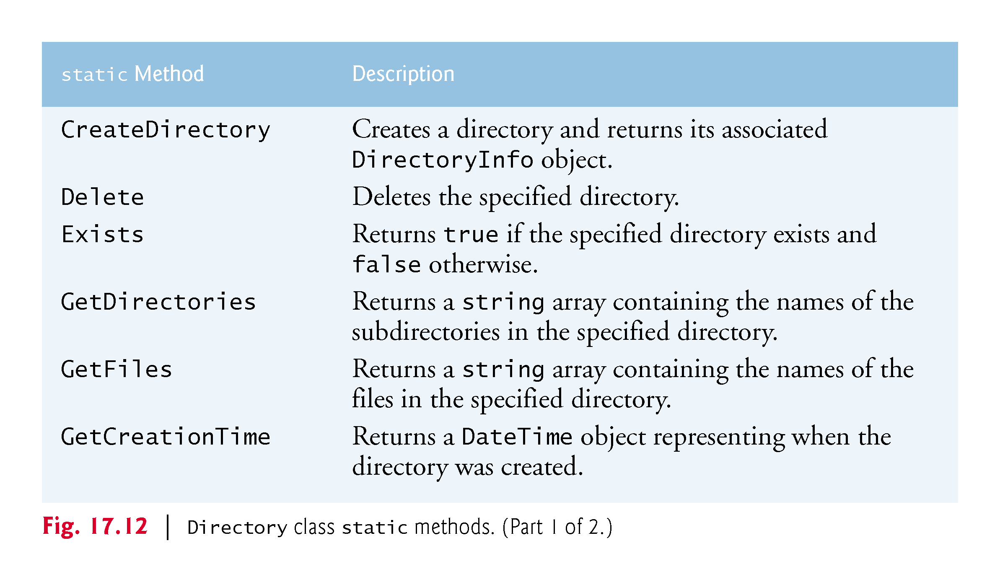 static Method Description
CreateDirectory Creates a directory and returns its associated
DirectoryInfo object.
Delete Deletes the specified directory.
Exists Returns true if the specified directory exists and
false otherwise.
GetDirectories Returns a string array containing the names of the
subdirectories in the specified directory.
GetFiles Returns a string array containing the names of the
files in the specified directory.
GetCreationTime Returns a DateTime object representing when the
directory was created.
Fig. 17.12 | Directory class static methods. (Part 1 of 2.)